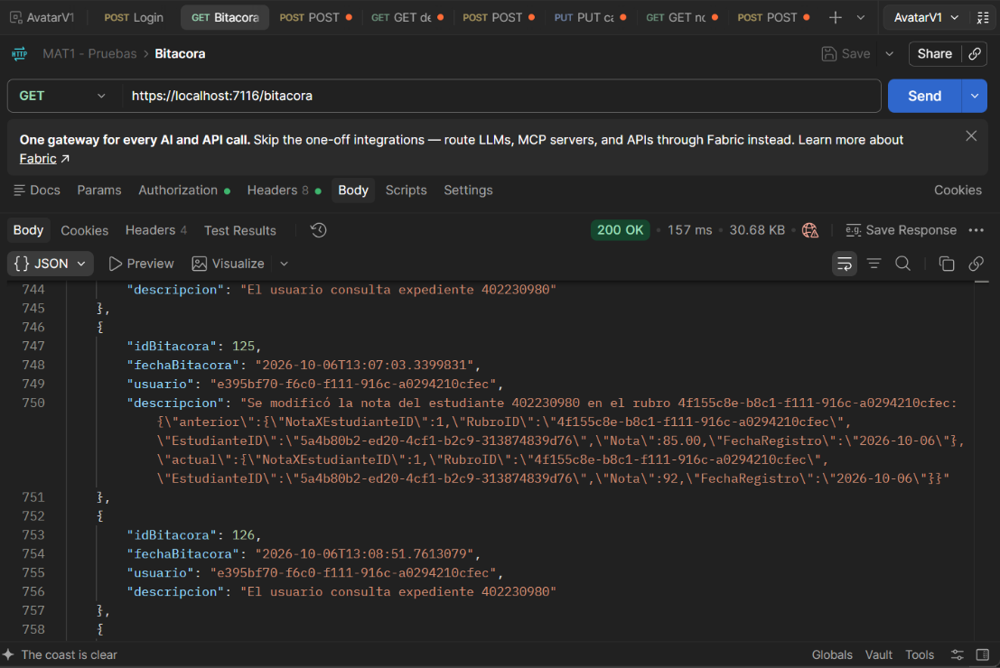 AvatarV1 POST Login GET Bitacora POST POST GET GET de POST POST PUT PUT ca GET GET no POST POST AvatarV1
HTTP MAT1 - Pruebas > Bitacora Save Share
GET https://localhost:7116/bitacora Send
One gateway for every AI and API call. Skip the one-off integrations — route LLMs, MCP servers, and APIs through Fabric instead. Learn more about
Fabric ↗
Docs Params Authorization Headers 8 Body Scripts Settings Cookies
Body Cookies Headers 4 Test Results 200 OK • 157 ms • 30.68 KB • e.g. Save Response
{} JSON Preview Visualize
744 "descripcion": "El usuario consulta expediente 402230980"
745 },
746 {
747 "idBitacora": 125,
748 "fechaBitacora": "2026-10-06T13:07:03.3399831",
749 "usuario": "e395bf70-f6c0-f111-916c-a0294210cfec",
750 "descripcion": "Se modificó la nota del estudiante 402230980 en el rubro 4f155c8e-b8c1-f111-916c-a0294210cfec:
{\"anterior\":{\"NotaXEstudianteID\":1,\"RubroID\":\"4f155c8e-b8c1-f111-916c-a0294210cfec\",
\"EstudianteID\":\"5a4b80b2-ed20-4cf1-b2c9-313874839d76\",\"Nota\":85.00,\"FechaRegistro\":\"2026-10-06\"},
\"actual\":{\"NotaXEstudianteID\":1,\"RubroID\":\"4f155c8e-b8c1-f111-916c-a0294210cfec\",
\"EstudianteID\":\"5a4b80b2-ed20-4cf1-b2c9-313874839d76\",\"Nota\":92,\"FechaRegistro\":\"2026-10-06\"}}"
751 },
752 {
753 "idBitacora": 126,
754 "fechaBitacora": "2026-10-06T13:08:51.7613079",
755 "usuario": "e395bf70-f6c0-f111-916c-a0294210cfec",
756 "descripcion": "El usuario consulta expediente 402230980"
757 },
758 {
The coast is clear Globals Vault Tools